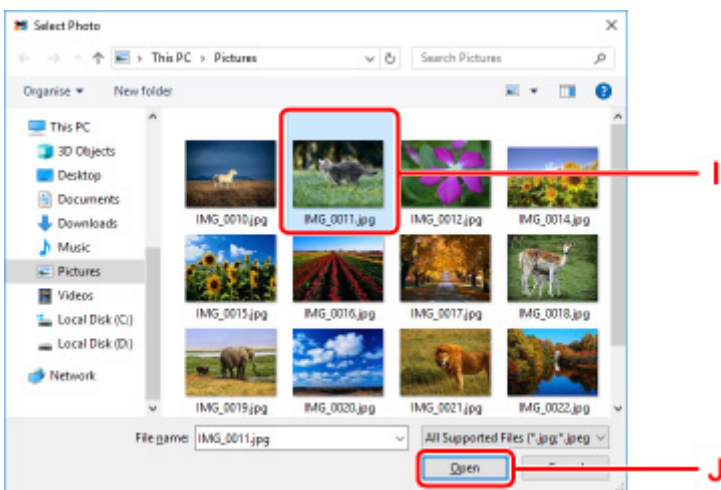 Select Photo
This PC > Pictures
Search Pictures
Organise
New folder
This PC
3D Objects
Desktop
Documents
Downloads
Music
Pictures
Videos
Local Disk (C:)
Local Disk (D:)
Network
IMG_0010.jpg IMG_0011.jpg IMG_0012.jpg IMG_0014.jpg
I
IMG_0015.jpg IMG_0016.jpg IMG_0017.jpg IMG_0018.jpg
IMG_0019.jpg IMG_0020.jpg IMG_0021.jpg IMG_0022.jpg
File name: IMG_0011.jpg
All Supported Files (*.jpg;*.jpeg
Open
J